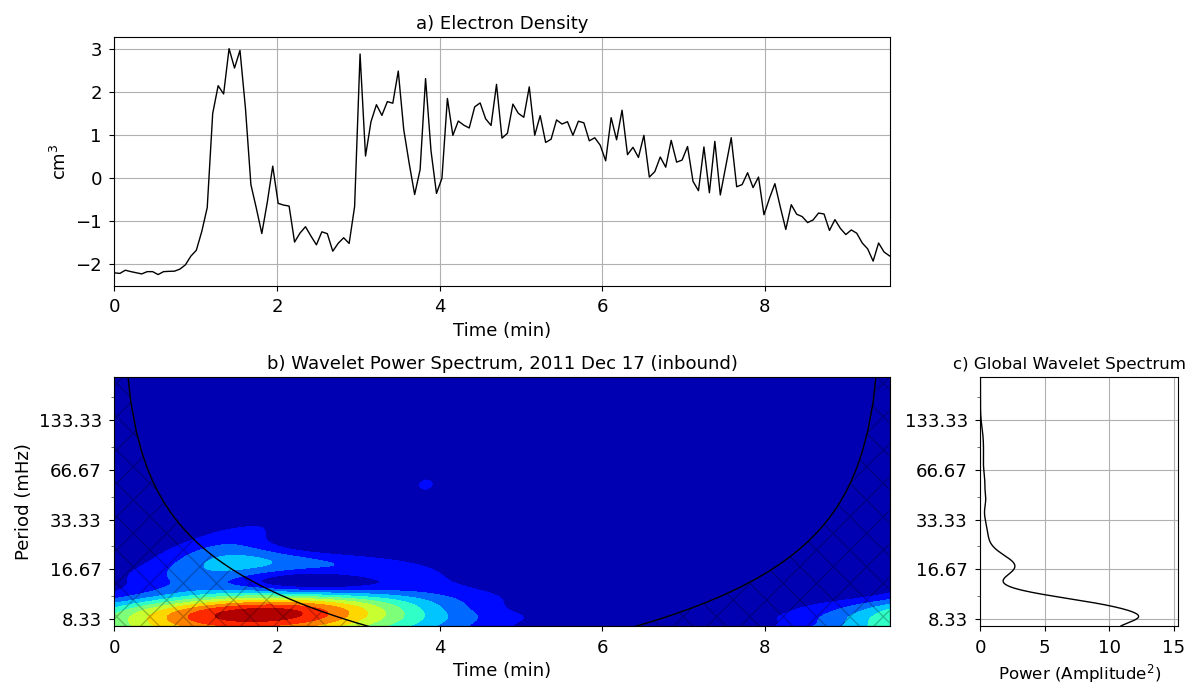 a) Electron Density
3
2
1
0
−1
−2
cm³
0 2 4 6 8
Time (min)
b) Wavelet Power Spectrum, 2011 Dec 17 (inbound)
133.33
66.67
33.33
16.67
8.33
Period (mHz)
0 2 4 6 8
Time (min)
c) Global Wavelet Spectrum
133.33
66.67
33.33
16.67
8.33
0 5 10 15
Power (Amplitude²)